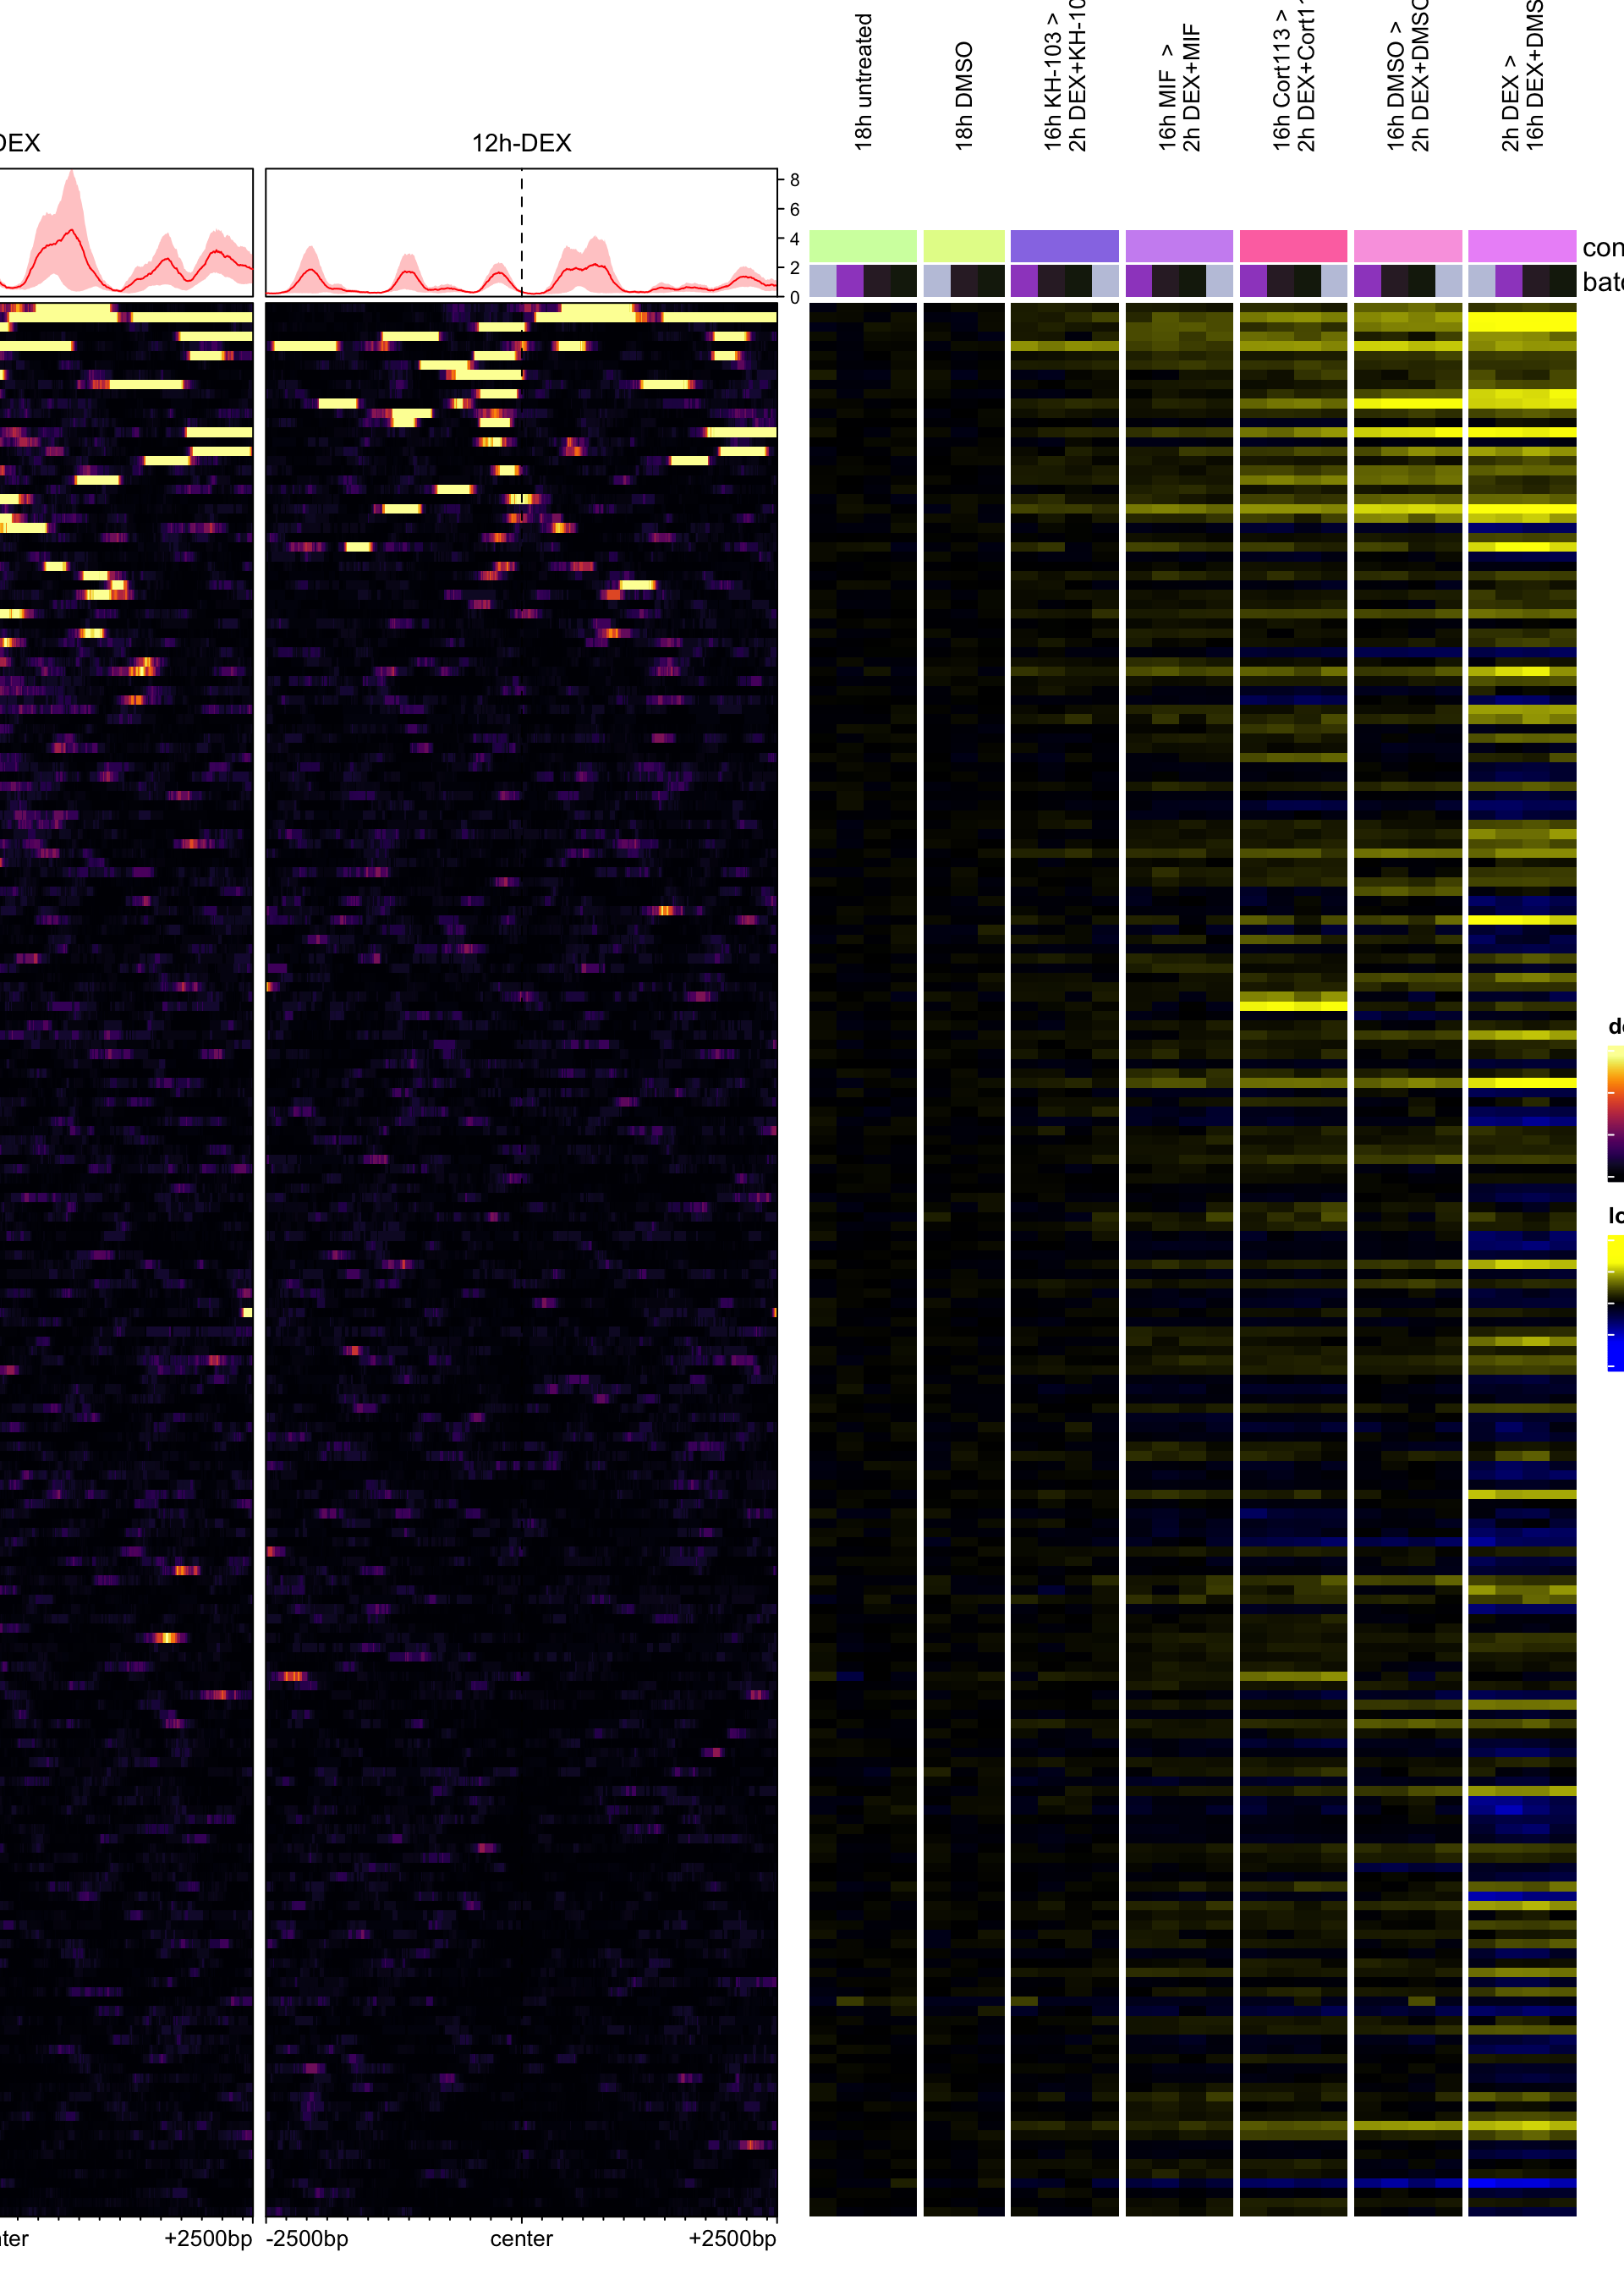 18h untreated
18h DMSO
16h KH-103 >
2h DEX+KH-10
16h MIF >
2h DEX+MIF
16h Cort113 >
2h DEX+Cort11
16h DMSO >
2h DEX+DMSO
2h DEX >
16h DEX+DMS
DEX
12h-DEX
8
6
4
2
0
con
bat
de
lo
nter
+2500bp
-2500bp
center
+2500bp